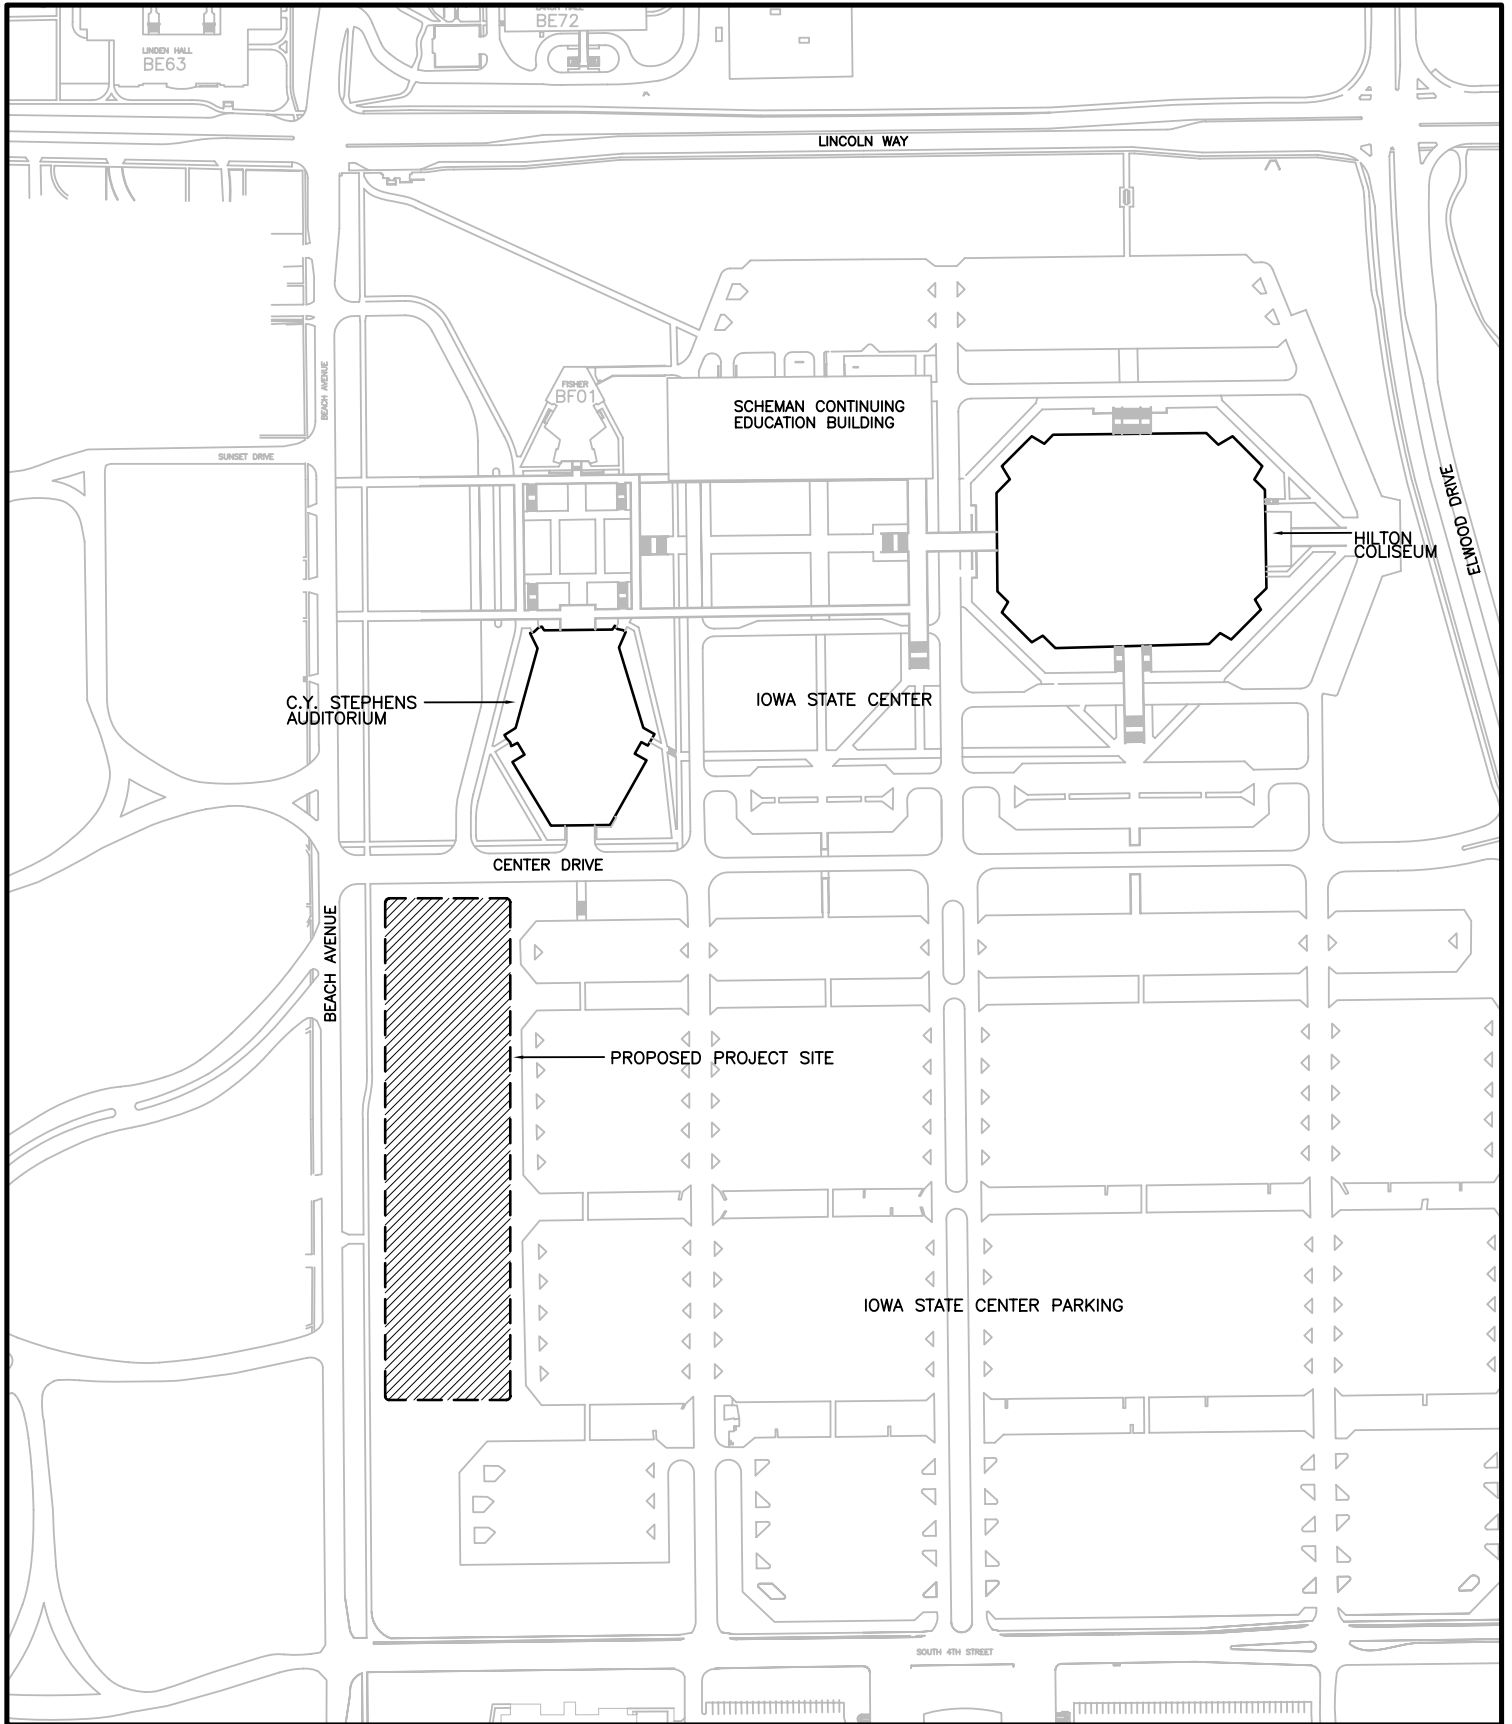 BE72
LINDEN HALL
BE63
LINCOLN WAY
BEACH AVENUE
FISHER
BF01
SCHEMAN CONTINUING
EDUCATION BUILDING
SUNSET DRIVE
ELWOOD DRIVE
HILTON
COLISEUM
C.Y. STEPHENS
AUDITORIUM
IOWA STATE CENTER
CENTER DRIVE
BEACH AVENUE
PROPOSED PROJECT SITE
IOWA STATE CENTER PARKING
SOUTH 4TH STREET